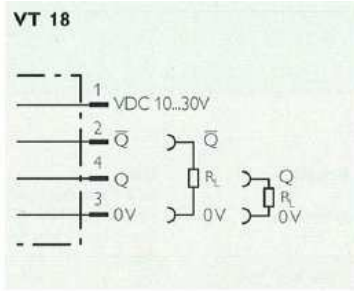 VT 18
1 VDC 10...30V
2 Q̅ Q̅
4 Q R_L Q
3 0V 0V R_L 0V